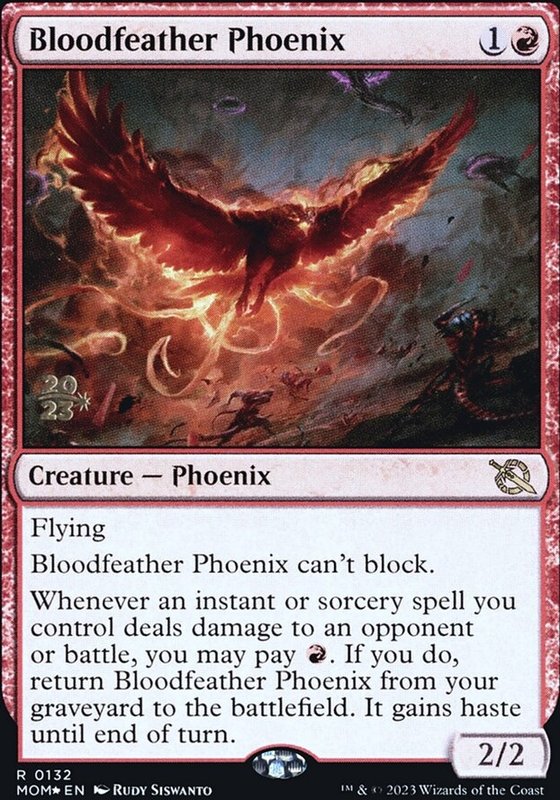 Bloodfeather Phoenix 1
20
23
Creature — Phoenix
Flying
Bloodfeather Phoenix can't block.
Whenever an instant or sorcery spell you
control deals damage to an opponent
or battle, you may pay . If you do,
return Bloodfeather Phoenix from your
graveyard to the battlefield. It gains haste
until end of turn.
2/2
R 0132
MOM★EN Rudy Siswanto
™ & © 2023 Wizards of the Coast